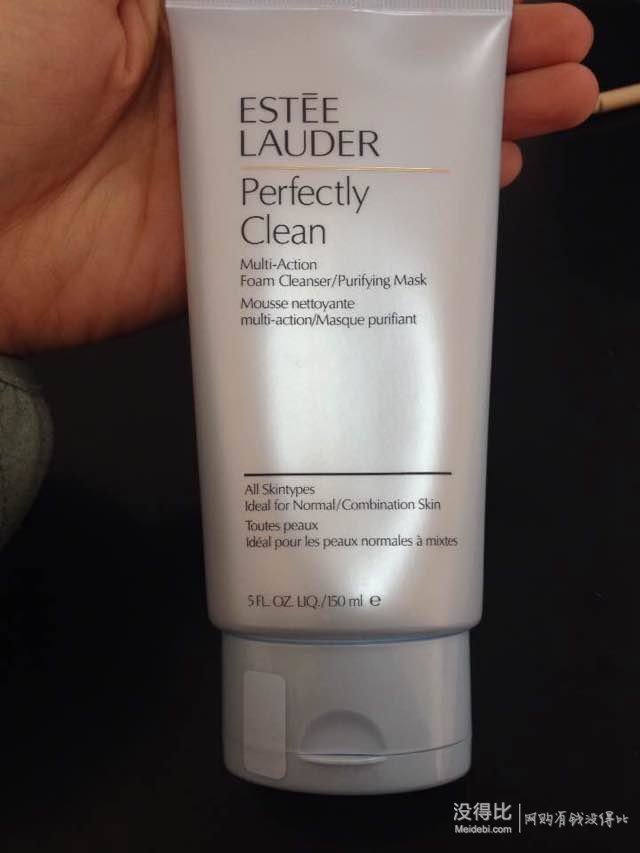 ESTĒE
LAUDER
Perfectly
Clean
Multi-Action
Foam Cleanser/Purifying Mask
Mousse nettoyante
multi-action/Masque purifiant
All Skintypes
Ideal for Normal/Combination Skin
Toutes peaux
Idéal pour les peaux normales à mixtes
5 FL. OZ. LIQ./150 ml ℮
没得比 网购有钱没得比
Meidebi.com